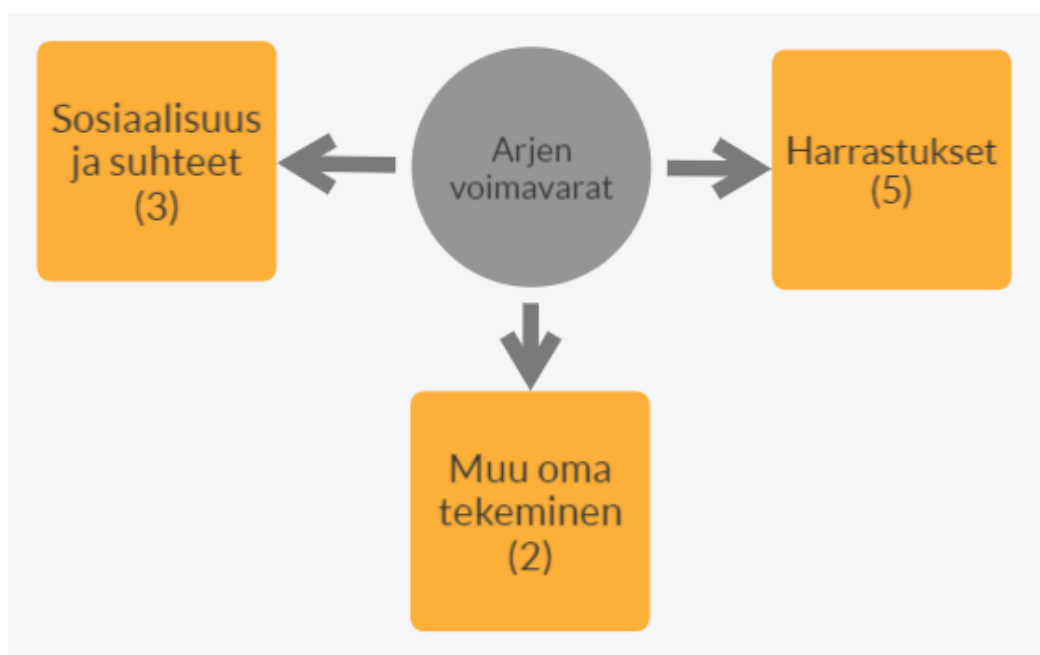 Sosiaalisuus
ja suhteet
(3)
Arjen
voimavarat
Harrastukset
(5)
Muu oma
tekeminen
(2)